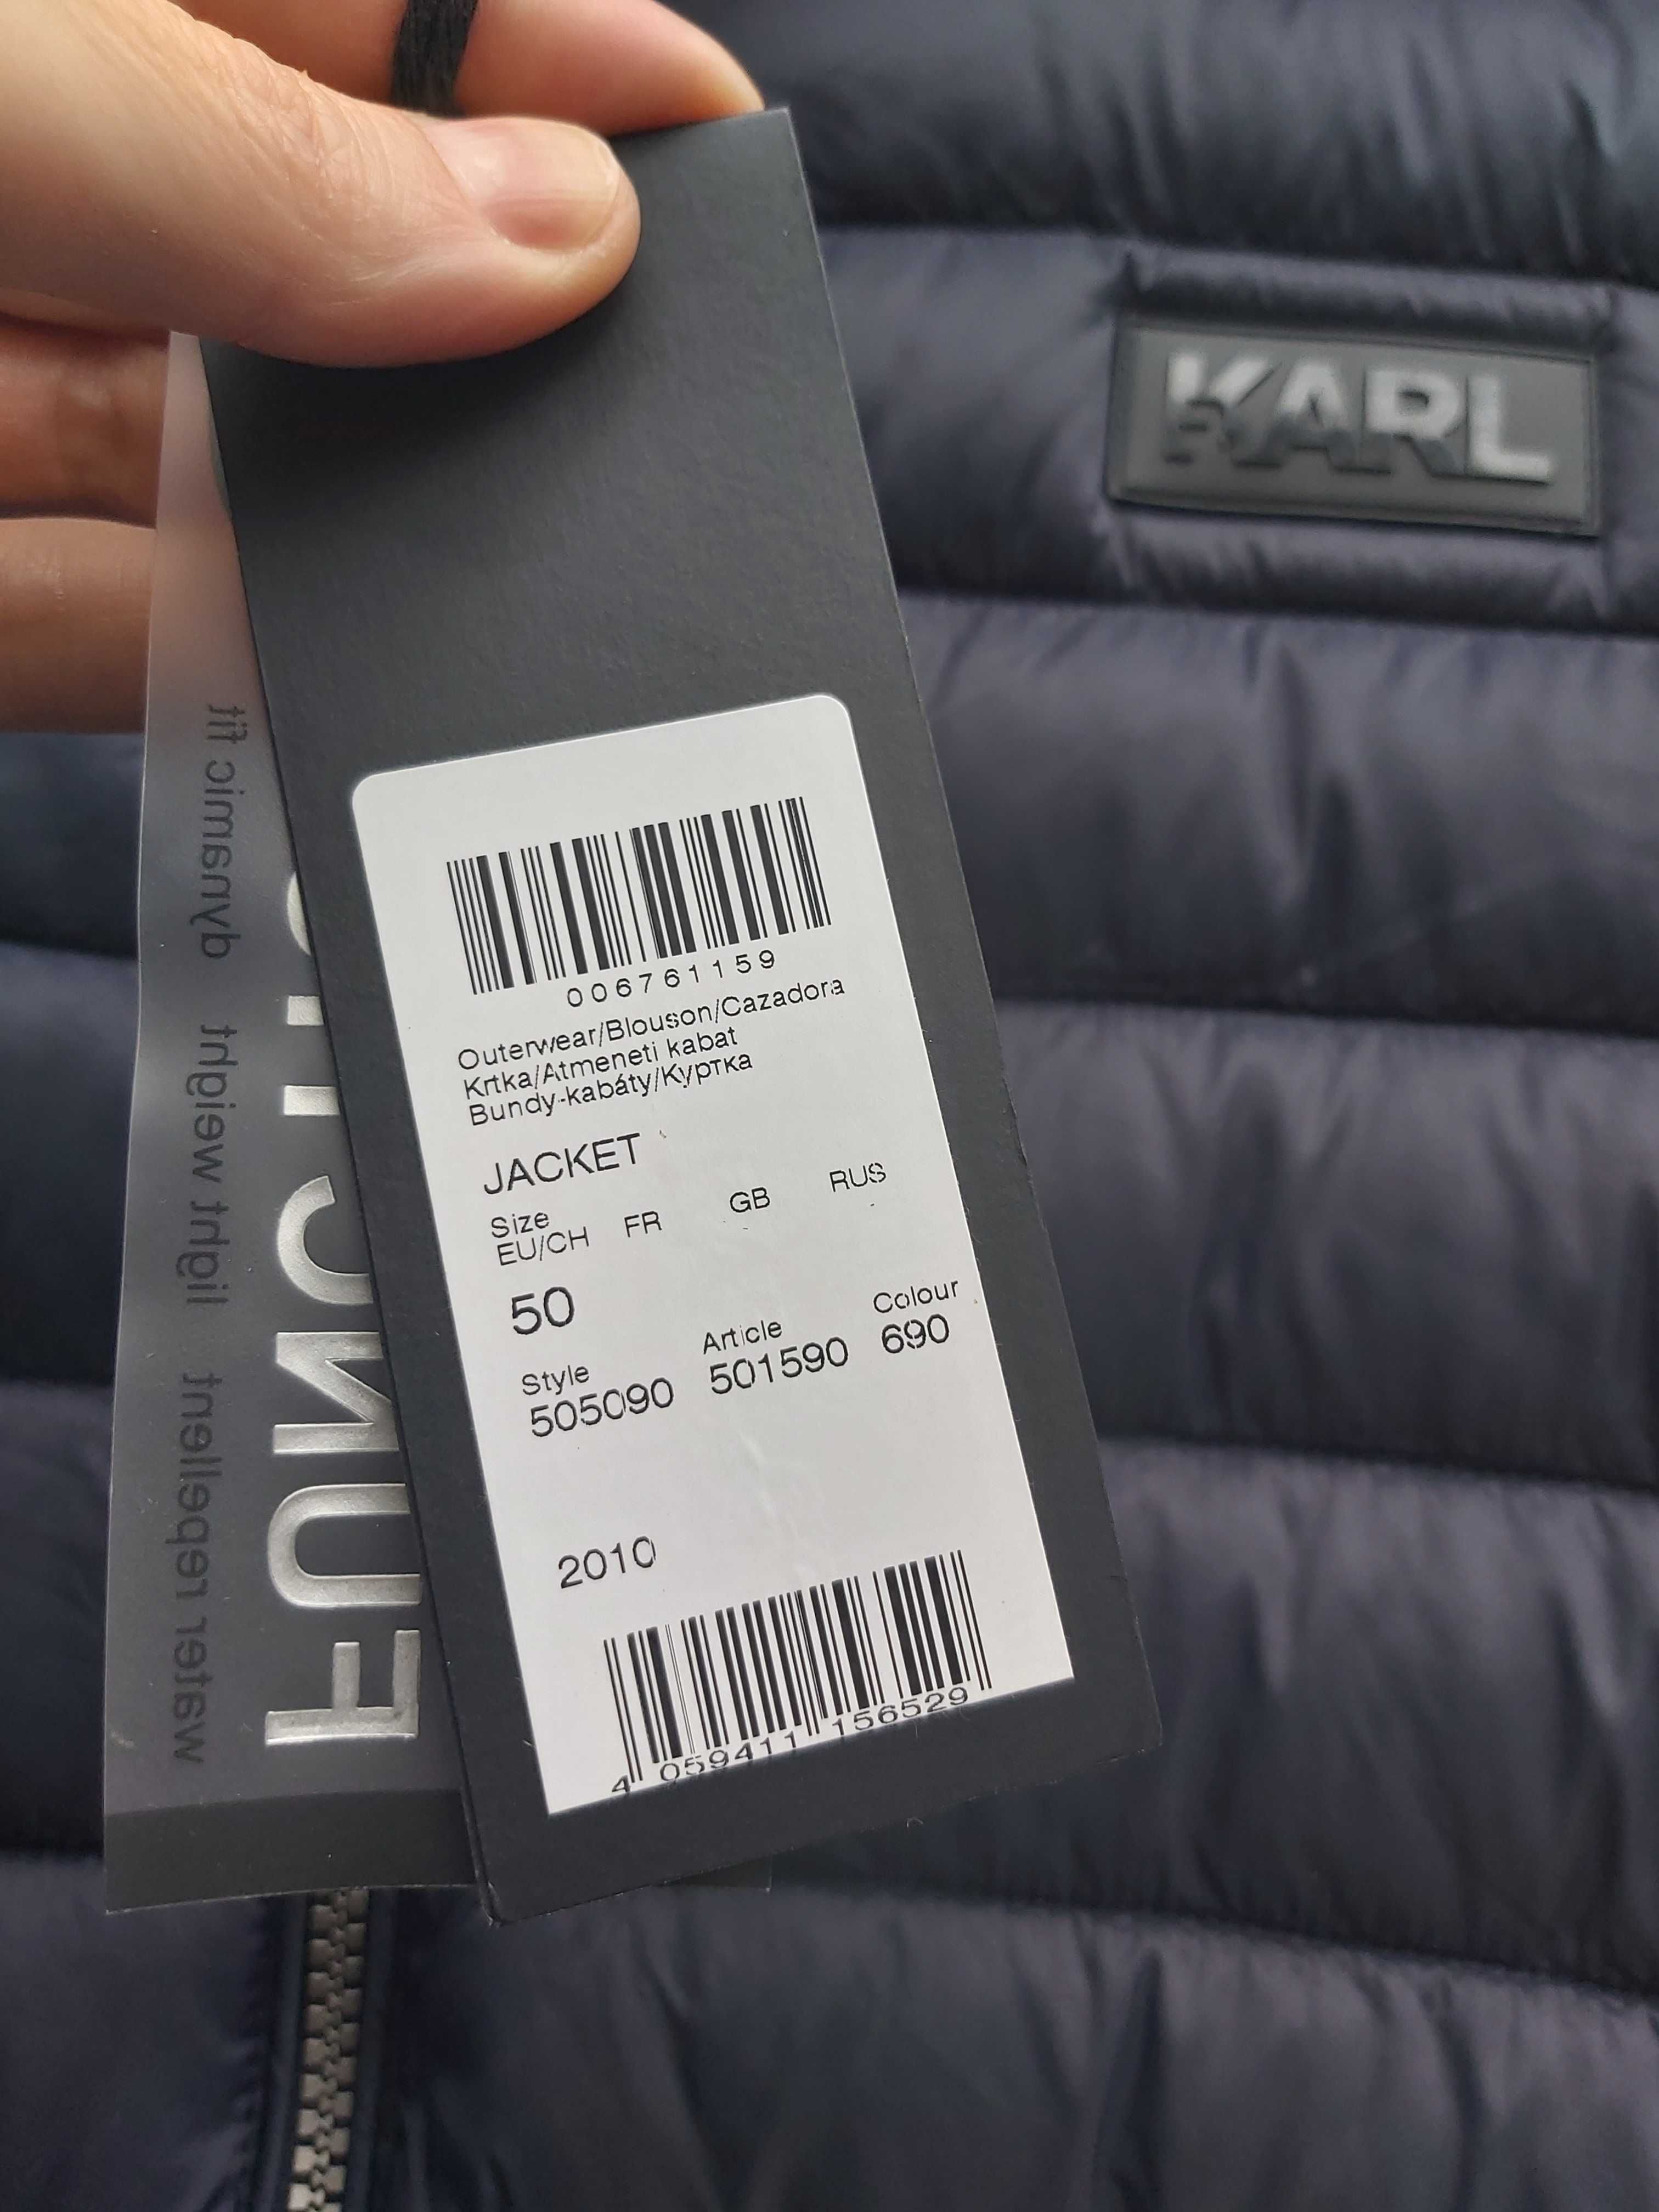 KARL
006761159
Outerwear/Blouson/Cazadora
Krtka/Atmeneti kabat
Bundy-kabáty/Куртка
JACKET
Size
EU/CH FR GB RUS
50
Style Article Colour
505090 501590 690
2010
4 059411 156529
water repellent light weight dynamic fit